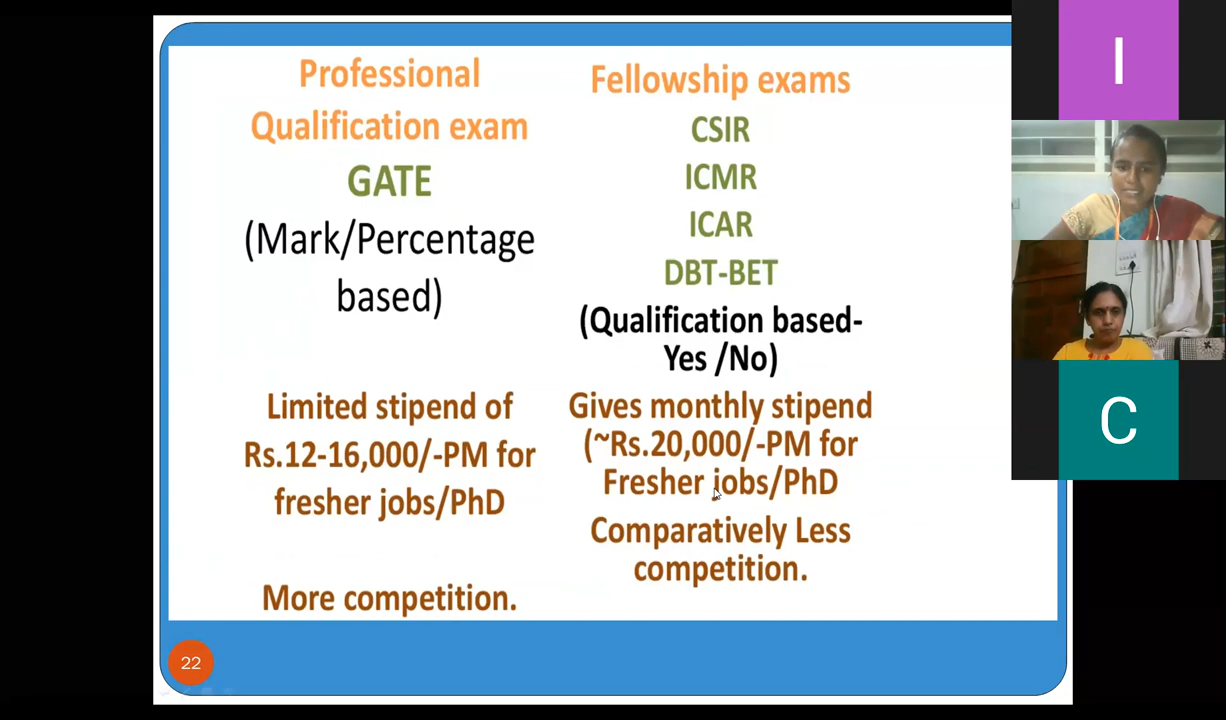 Professional
Qualification exam
GATE
(Mark/Percentage
based)
Limited stipend of
Rs.12-16,000/-PM for
fresher jobs/PhD
More competition.
Fellowship exams
CSIR
ICMR
ICAR
DBT-BET
(Qualification based-
Yes /No)
Gives monthly stipend
(~Rs.20,000/-PM for
Fresher jobs/PhD
Comparatively Less
competition.
22
I
C